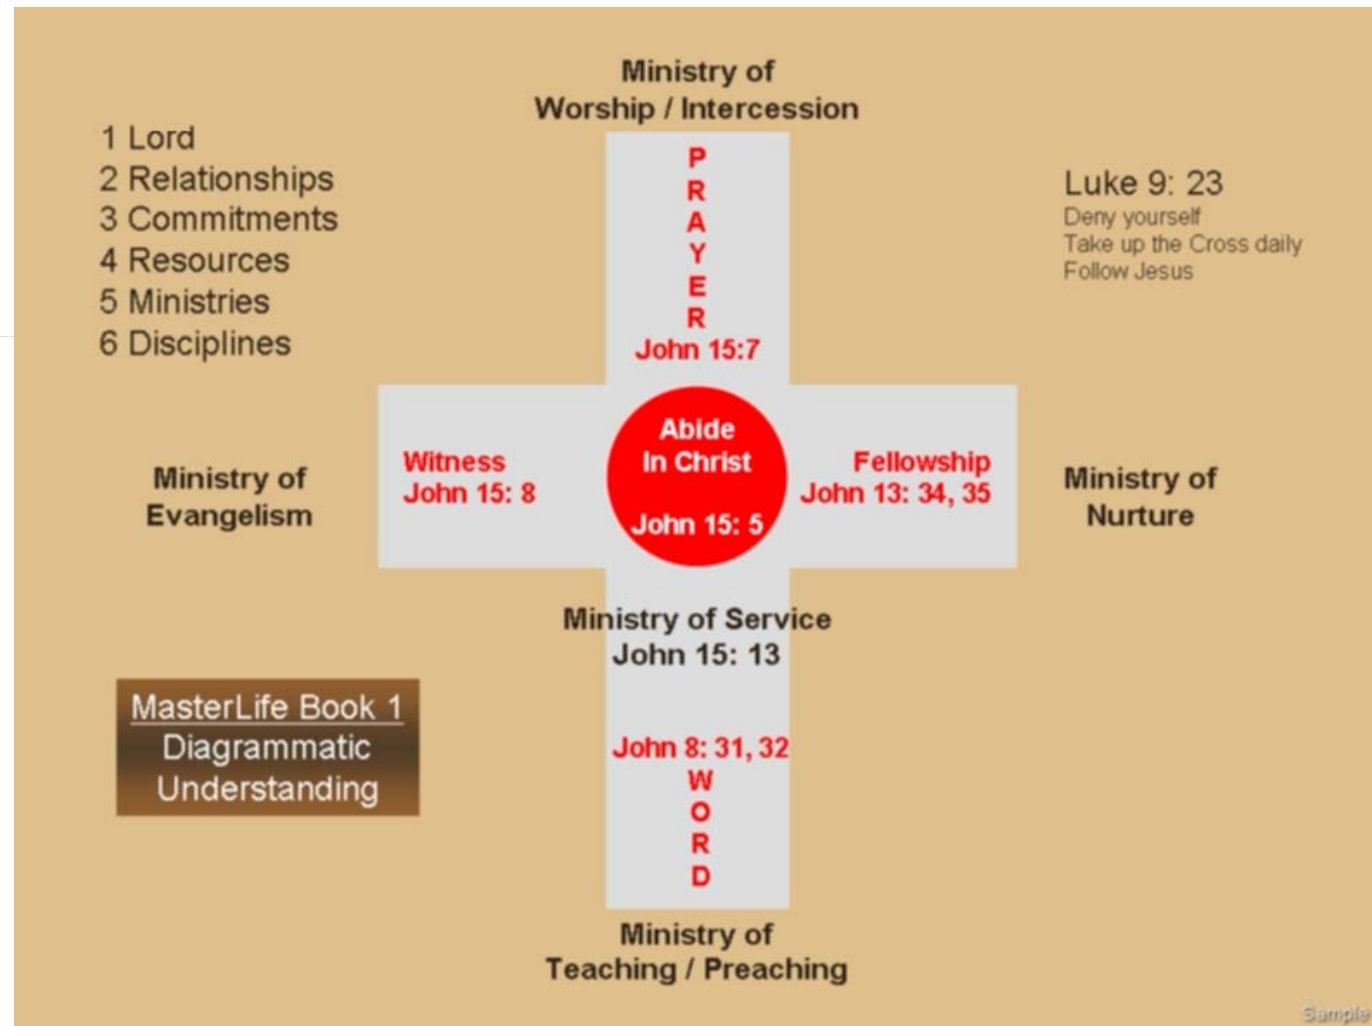 Ministry of
Worship / Intercession
1 Lord
2 Relationships
3 Commitments
4 Resources
5 Ministries
6 Disciplines
Luke 9: 23
Deny yourself
Take up the Cross daily
Follow Jesus
P
R
A
Y
E
R
John 15:7
Abide
In Christ
John 15: 5
Witness
John 15: 8
Fellowship
John 13: 34, 35
Ministry of
Evangelism
Ministry of
Nurture
Ministry of Service
John 15: 13
John 8: 31, 32
W
O
R
D
Ministry of
Teaching / Preaching
MasterLife Book 1
Diagrammatic
Understanding
Sample